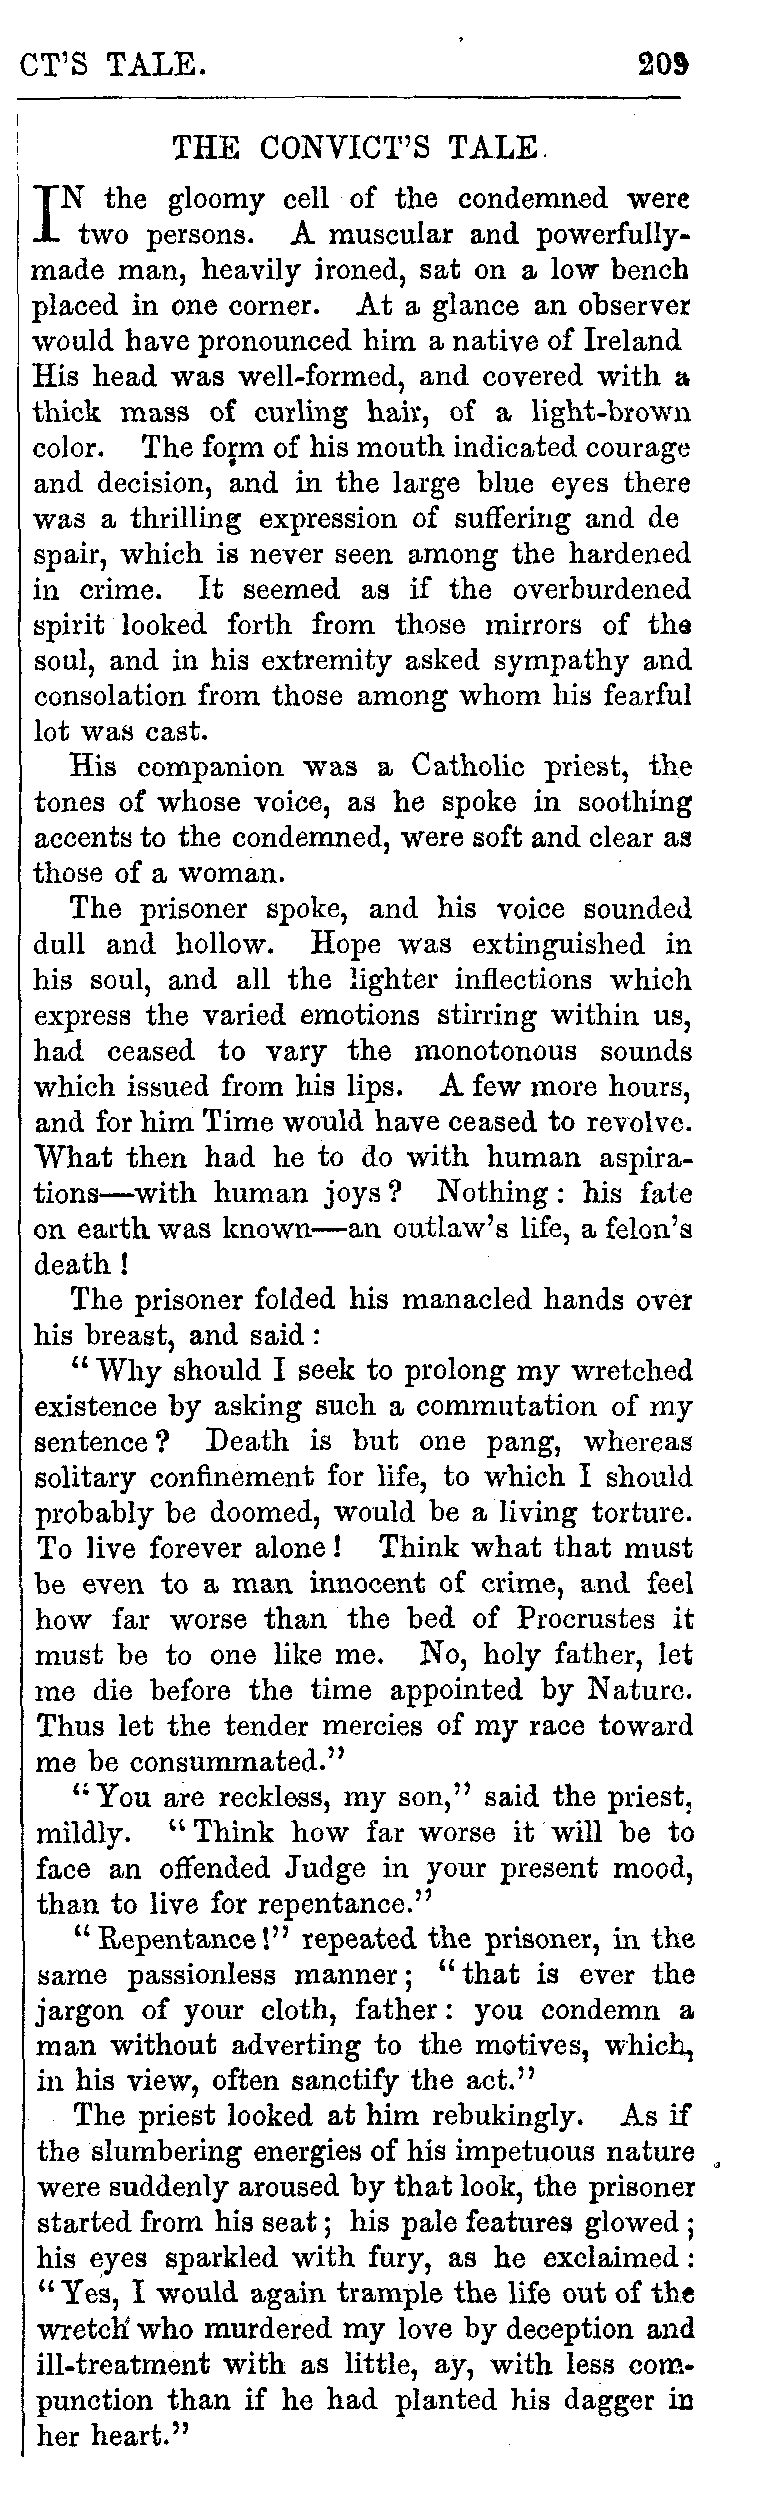 CT'S TALE. 209
THE CONVICT'S TALE.
IN the gloomy cell of the condemned were
two persons. A muscular and powerfully-
made man, heavily ironed, sat on a low bench
placed in one corner. At a glance an observer
would have pronounced him a native of Ireland
His head was well-formed, and covered with a
thick mass of curling hair, of a light-brown
color. The form of his mouth indicated courage
and decision, and in the large blue eyes there
was a thrilling expression of suffering and de
spair, which is never seen among the hardened
in crime. It seemed as if the overburdened
spirit looked forth from those mirrors of the
soul, and in his extremity asked sympathy and
consolation from those among whom his fearful
lot was cast.
His companion was a Catholic priest, the
tones of whose voice, as he spoke in soothing
accents to the condemned, were soft and clear as
those of a woman.
The prisoner spoke, and his voice sounded
dull and hollow. Hope was extinguished in
his soul, and all the lighter inflections which
express the varied emotions stirring within us,
had ceased to vary the monotonous sounds
which issued from his lips. A few more hours,
and for him Time would have ceased to revolve.
What then had he to do with human aspira-
tions—with human joys? Nothing: his fate
on earth was known—an outlaw's life, a felon's
death!
The prisoner folded his manacled hands over
his breast, and said:
"Why should I seek to prolong my wretched
existence by asking such a commutation of my
sentence? Death is but one pang, whereas
solitary confinement for life, to which I should
probably be doomed, would be a living torture.
To live forever alone! Think what that must
be even to a man innocent of crime, and feel
how far worse than the bed of Procrustes it
must be to one like me. No, holy father, let
me die before the time appointed by Nature.
Thus let the tender mercies of my race toward
me be consummated."
"You are reckless, my son," said the priest,
mildly. "Think how far worse it will be to
face an offended Judge in your present mood,
than to live for repentance."
"Repentance!" repeated the prisoner, in the
same passionless manner; "that is ever the
jargon of your cloth, father: you condemn a
man without adverting to the motives, which,
in his view, often sanctify the act."
The priest looked at him rebukingly. As if
the slumbering energies of his impetuous nature
were suddenly aroused by that look, the prisoner
started from his seat; his pale features glowed;
his eyes sparkled with fury, as he exclaimed:
"Yes, I would again trample the life out of the
wretch who murdered my love by deception and
ill-treatment with as little, ay, with less com-
punction than if he had planted his dagger in
her heart."